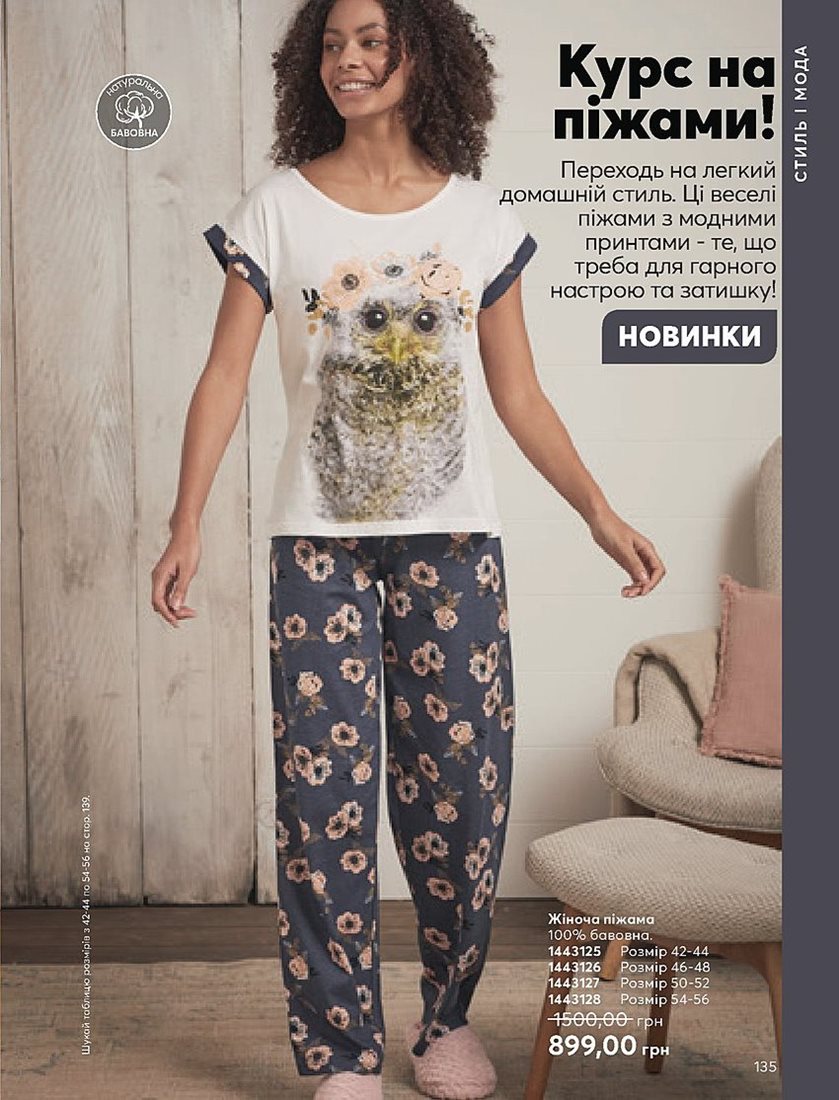 натуральна
БАВОВНА
Курс на
піжами!
Переходь на легкий
домашній стиль. Ці веселі
піжами з модними
принтами - те, що
треба для гарного
настрою та затишку!
НОВИНКИ
СТИЛЬ І МОДА
Шукай таблицю розмірів з 42-44 по 54-56 на стор. 139.
Жіноча піжама
100% бавовна.
1443125 Розмір 42-44
1443126 Розмір 46-48
1443127 Розмір 50-52
1443128 Розмір 54-56
1500,00 грн
899,00 грн
135